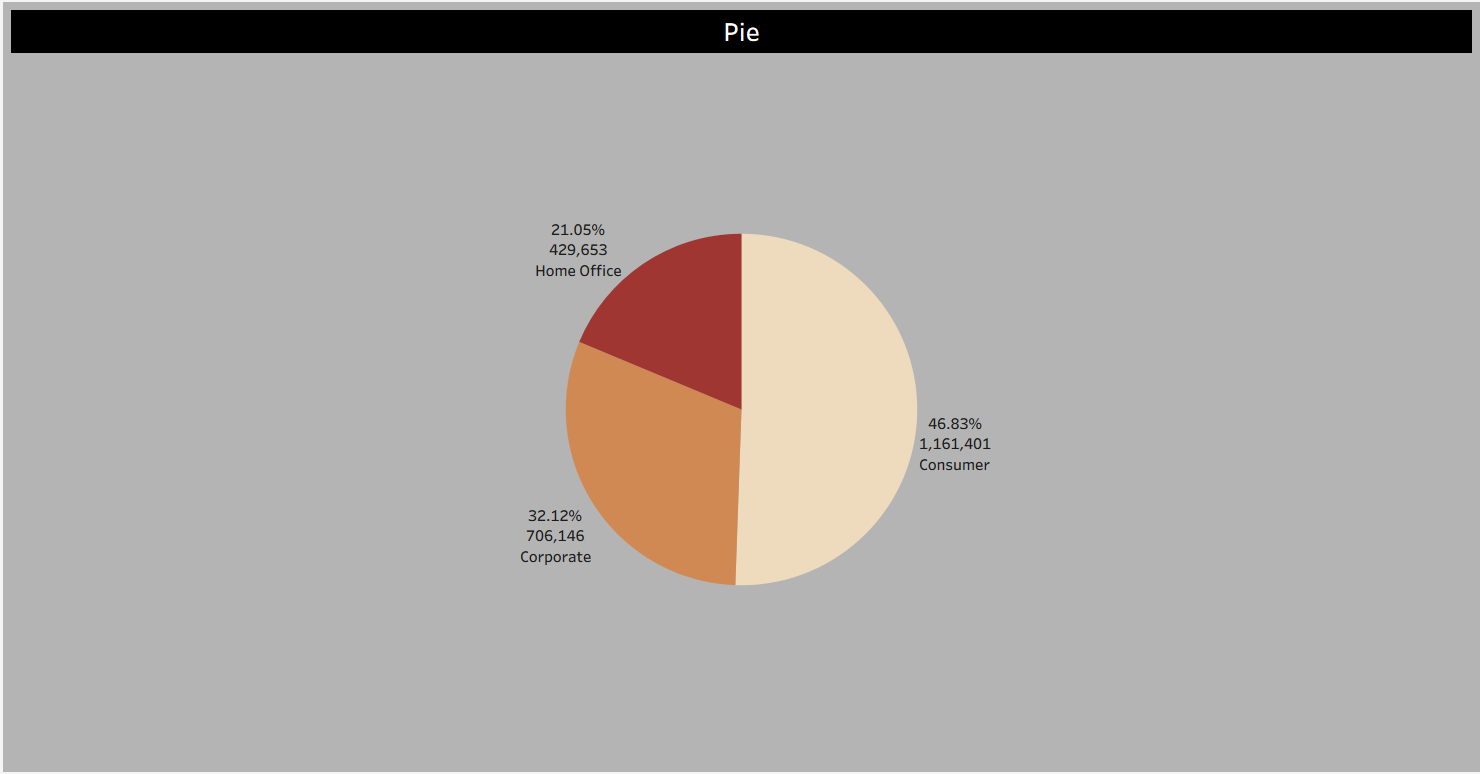 Pie
21.05%
429,653
Home Office
46.83%
1,161,401
Consumer
32.12%
706,146
Corporate